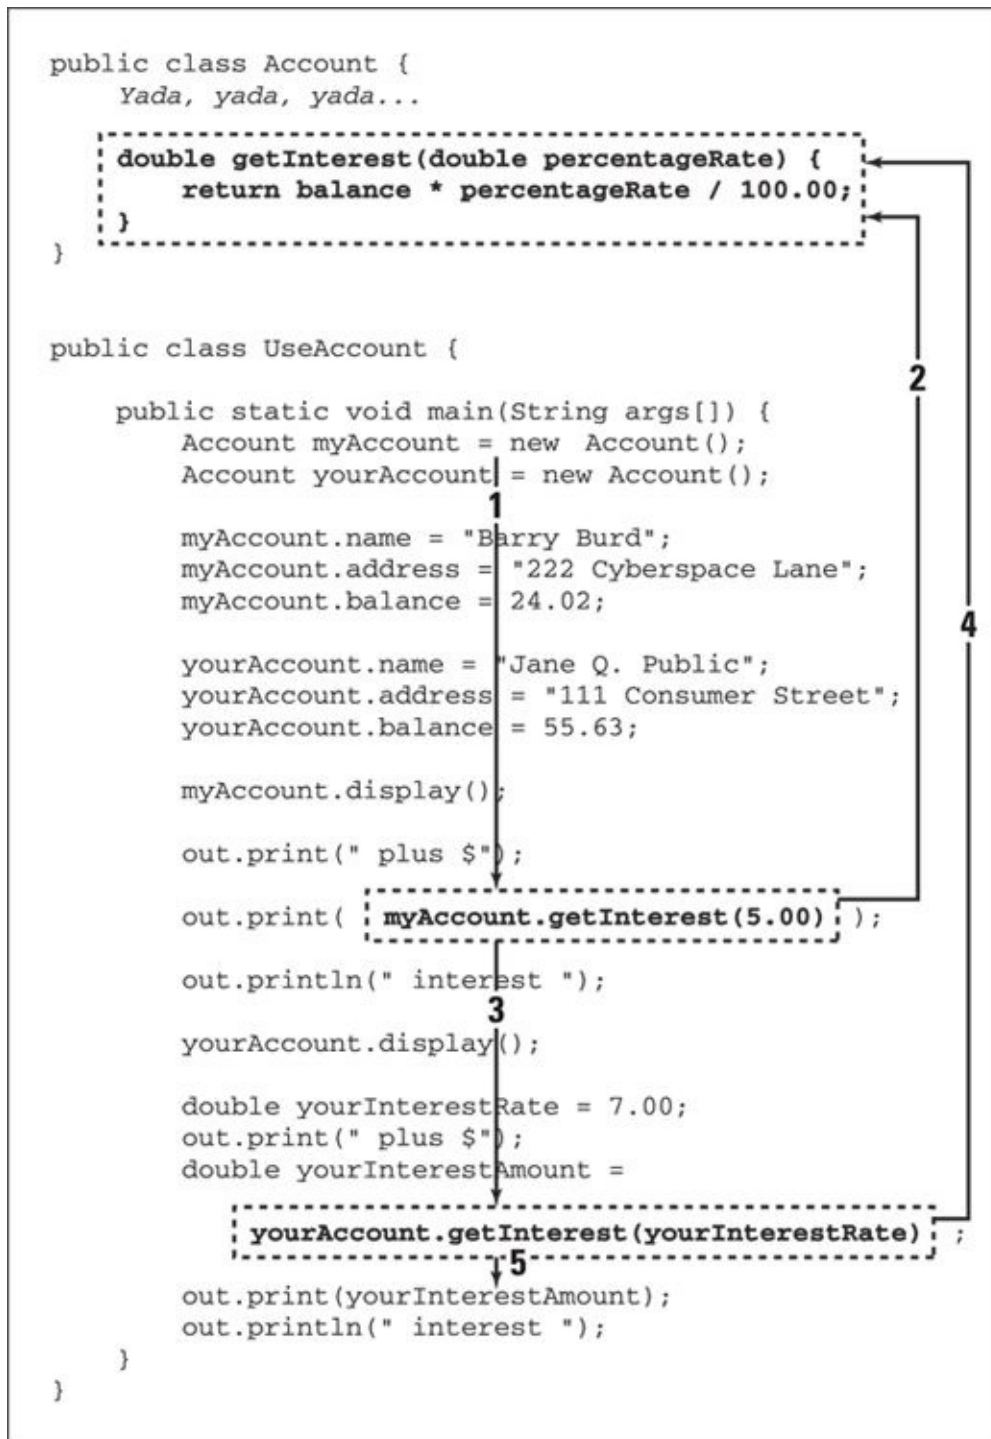 public class Account {
Yada, yada, yada...
double getInterest(double percentageRate) {
return balance * percentageRate / 100.00;
}
}
public class UseAccount {
2
public static void main(String args[]) {
Account myAccount = new  Account();
Account yourAccount = new Account();
1
myAccount.name = "Barry Burd";
myAccount.address = "222 Cyberspace Lane";
myAccount.balance = 24.02;
4
yourAccount.name = "Jane Q. Public";
yourAccount.address = "111 Consumer Street";
yourAccount.balance = 55.63;
myAccount.display();
out.print(" plus $");
out.print( myAccount.getInterest(5.00) );
out.println(" interest ");
3
yourAccount.display();
double yourInterestRate = 7.00;
out.print(" plus $");
double yourInterestAmount =
yourAccount.getInterest(yourInterestRate) ;
5
out.print(yourInterestAmount);
out.println(" interest ");
}
}